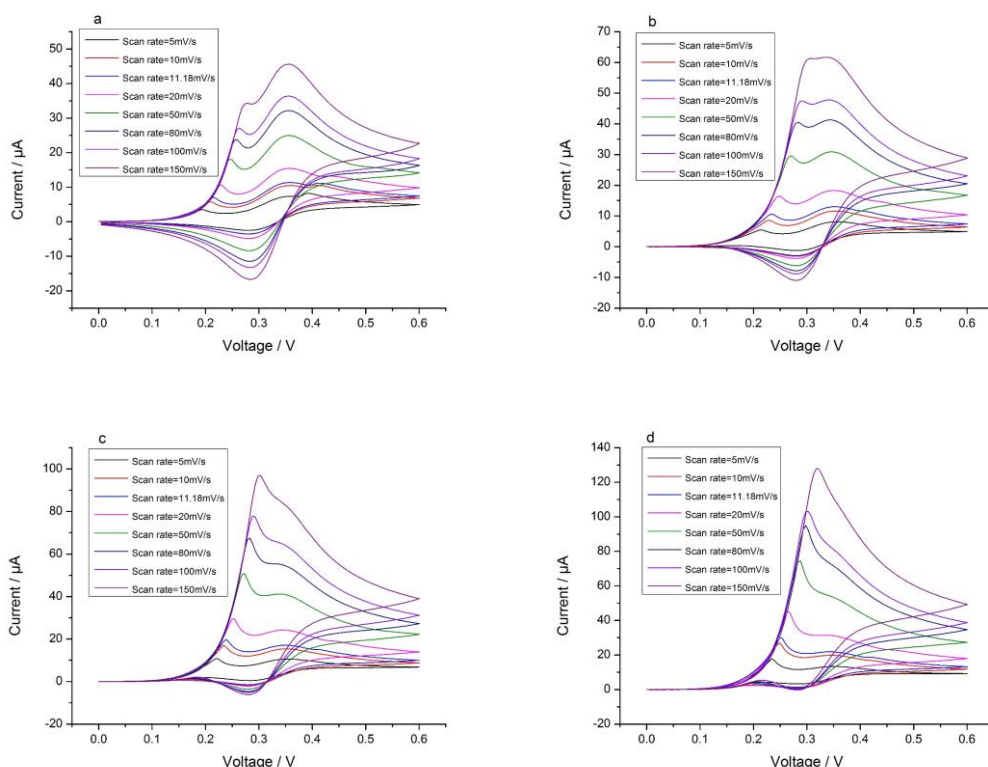 a
Scan rate=5mV/s
Scan rate=10mV/s
Scan rate=11.18mV/s
Scan rate=20mV/s
Scan rate=50mV/s
Scan rate=80mV/s
Scan rate=100mV/s
Scan rate=150mV/s
50
40
30
20
10
0
-10
-20
Current / μA
0.0 0.1 0.2 0.3 0.4 0.5 0.6
Voltage / V
b
Scan rate=5mV/s
Scan rate=10mV/s
Scan rate=11.18mV/s
Scan rate=20mV/s
Scan rate=50mV/s
Scan rate=80mV/s
Scan rate=100mV/s
Scan rate=150mV/s
70
60
50
40
30
20
10
0
-10
-20
Current / μA
0.0 0.1 0.2 0.3 0.4 0.5 0.6
Voltage / V
c
Scan rate=5mV/s
Scan rate=10mV/s
Scan rate=11.18mV/s
Scan rate=20mV/s
Scan rate=50mV/s
Scan rate=80mV/s
Scan rate=100mV/s
Scan rate=150mV/s
100
80
60
40
20
0
-20
Current / μA
0.0 0.1 0.2 0.3 0.4 0.5 0.6
Voltage / V
d
Scan rate=5mV/s
Scan rate=10mV/s
Scan rate=11.18mV/s
Scan rate=20mV/s
Scan rate=50mV/s
Scan rate=80mV/s
Scan rate=100mV/s
Scan rate=150mV/s
140
120
100
80
60
40
20
0
-20
Current / μA
0.0 0.1 0.2 0.3 0.4 0.5 0.6
Voltage / V